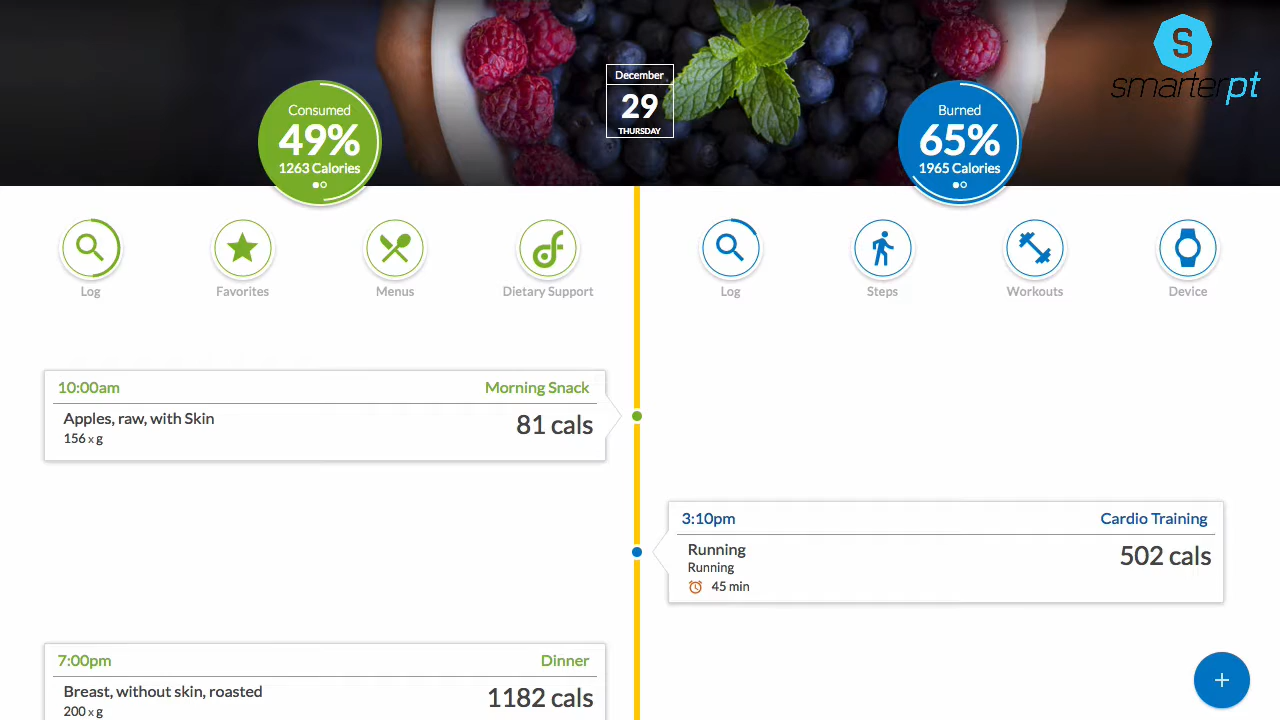 S
smarterpt
December
29
THURSDAY
Consumed
49%
1263 Calories
Burned
65%
1965 Calories
Log
Favorites
Menus
Dietary Support
Log
Steps
Workouts
Device
10:00am Morning Snack
Apples, raw, with Skin 81 cals
156 x g
3:10pm Cardio Training
Running 502 cals
Running
45 min
7:00pm Dinner
Breast, without skin, roasted 1182 cals
200 x g
+